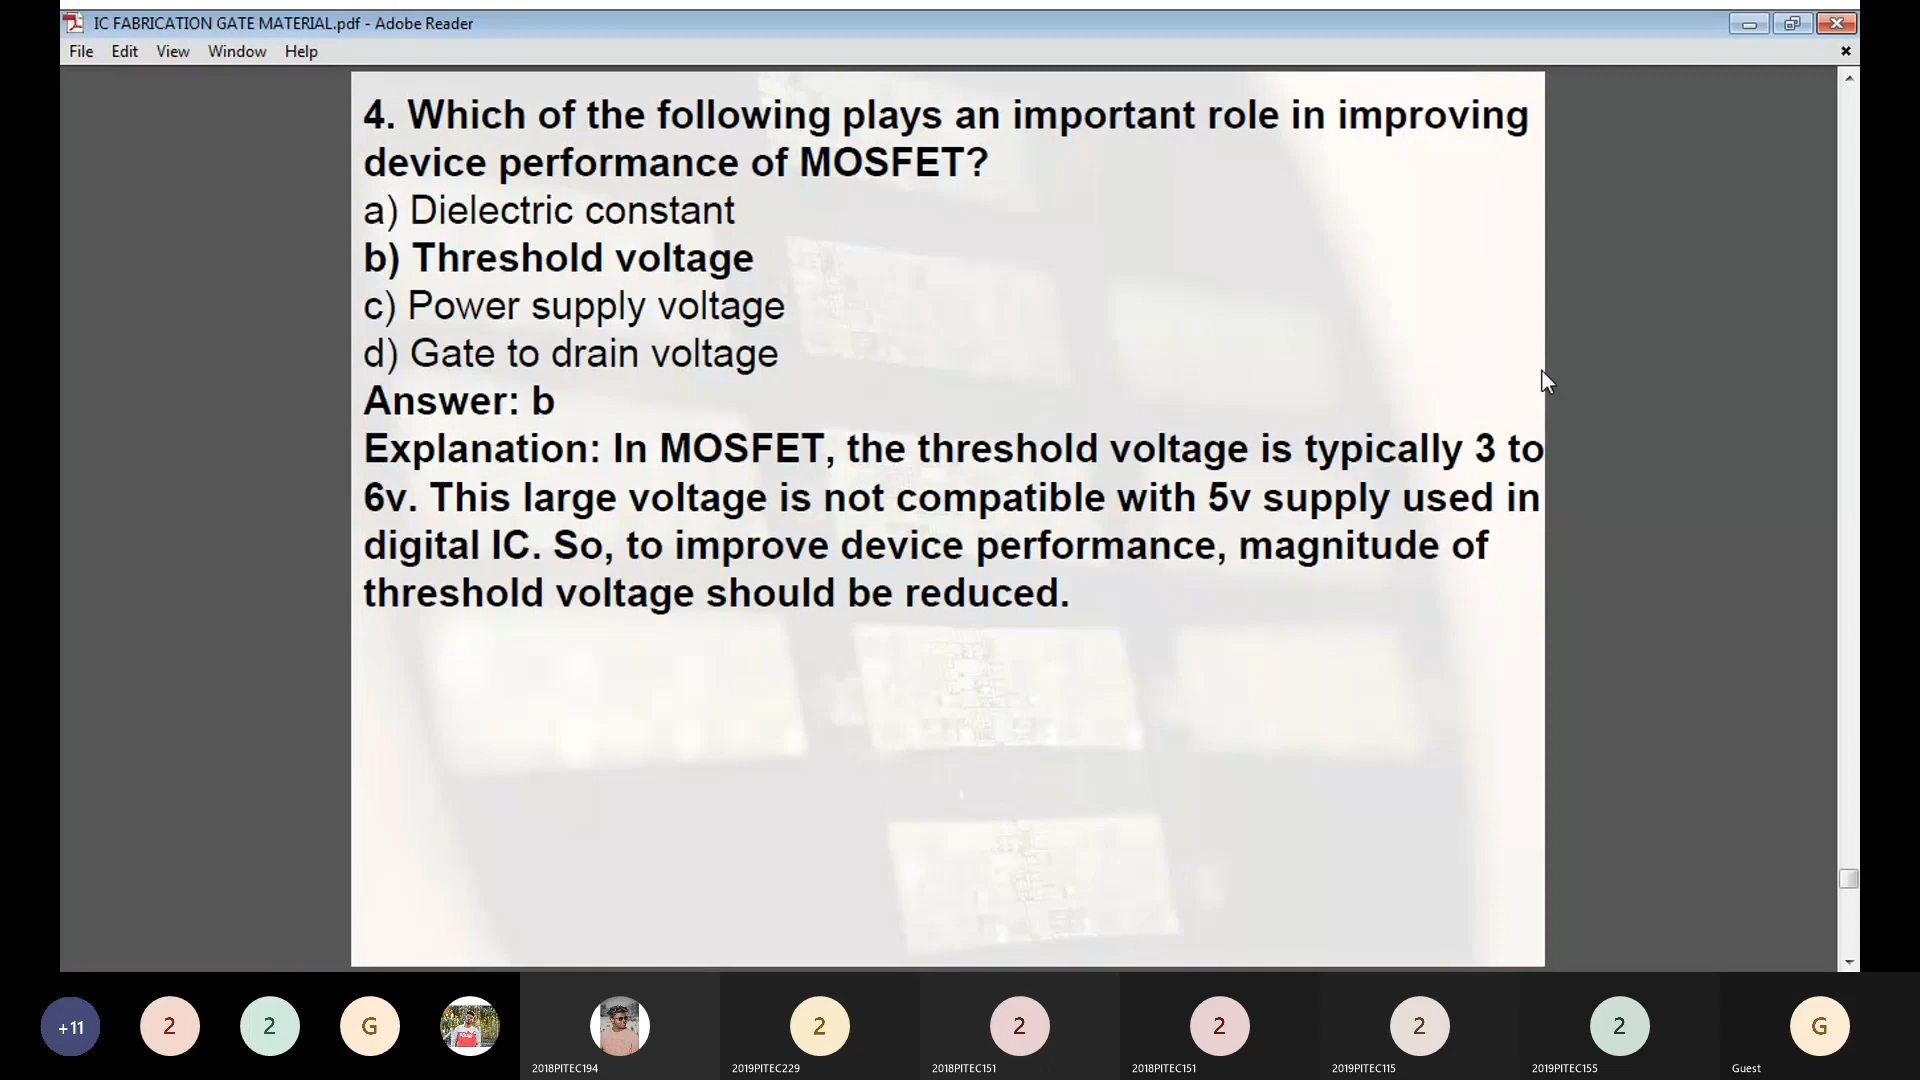 IC FABRICATION GATE MATERIAL.pdf - Adobe Reader
File Edit View Window Help
4. Which of the following plays an important role in improving
device performance of MOSFET?
a) Dielectric constant
b) Threshold voltage
c) Power supply voltage
d) Gate to drain voltage
Answer: b
Explanation: In MOSFET, the threshold voltage is typically 3 to
6v. This large voltage is not compatible with 5v supply used in
digital IC. So, to improve device performance, magnitude of
threshold voltage should be reduced.
+11 2 2 G 2 2 2 2 2 G
2018PITEC194 2019PITEC229 2018PITEC151 2018PITEC151 2019PITEC115 2019PITEC155 Guest